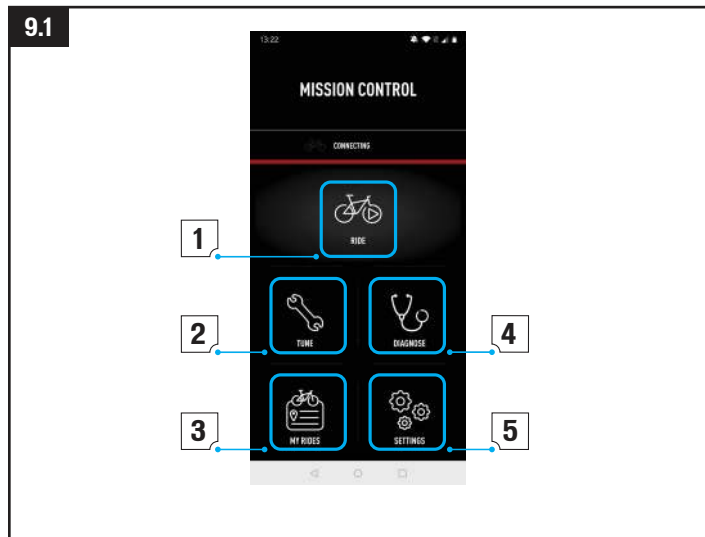 9.1
13:22
MISSION CONTROL
CONNECTING
RIDE
1
TUNE
DIAGNOSE
2
4
MY RIDES
SETTINGS
3
5